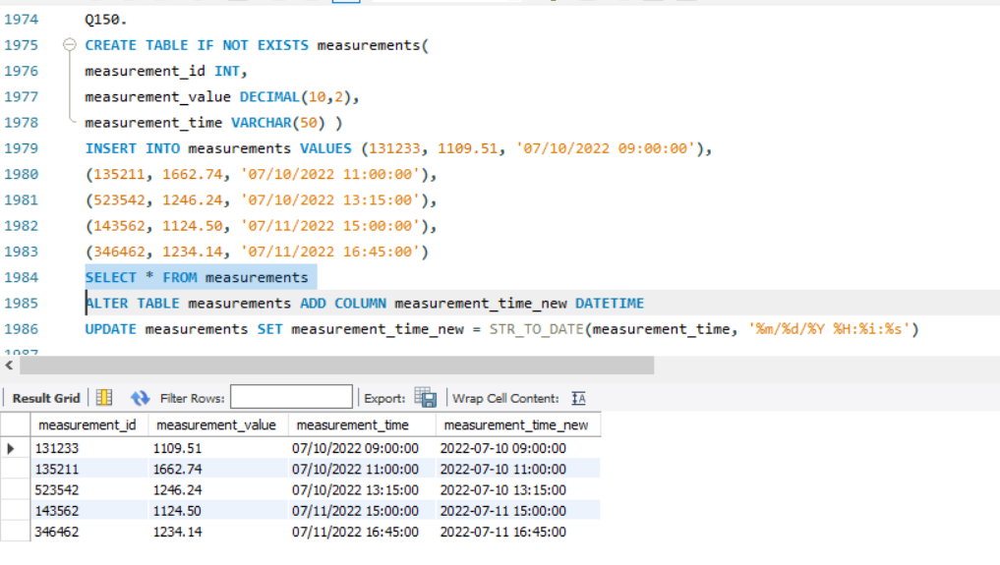 1974 Q150.
1975 CREATE TABLE IF NOT EXISTS measurements(
1976 measurement_id INT,
1977 measurement_value DECIMAL(10,2),
1978 measurement_time VARCHAR(50) )
1979 INSERT INTO measurements VALUES (131233, 1109.51, '07/10/2022 09:00:00'),
1980 (135211, 1662.74, '07/10/2022 11:00:00'),
1981 (523542, 1246.24, '07/10/2022 13:15:00'),
1982 (143562, 1124.50, '07/11/2022 15:00:00'),
1983 (346462, 1234.14, '07/11/2022 16:45:00')
1984 SELECT * FROM measurements
1985 ALTER TABLE measurements ADD COLUMN measurement_time_new DATETIME
1986 UPDATE measurements SET measurement_time_new = STR_TO_DATE(measurement_time, '%m/%d/%Y %H:%i:%s')
1987
Result Grid Filter Rows: Export: Wrap Cell Content: IA
measurement_id measurement_value measurement_time measurement_time_new
131233 1109.51 07/10/2022 09:00:00 2022-07-10 09:00:00
135211 1662.74 07/10/2022 11:00:00 2022-07-10 11:00:00
523542 1246.24 07/10/2022 13:15:00 2022-07-10 13:15:00
143562 1124.50 07/11/2022 15:00:00 2022-07-11 15:00:00
346462 1234.14 07/11/2022 16:45:00 2022-07-11 16:45:00